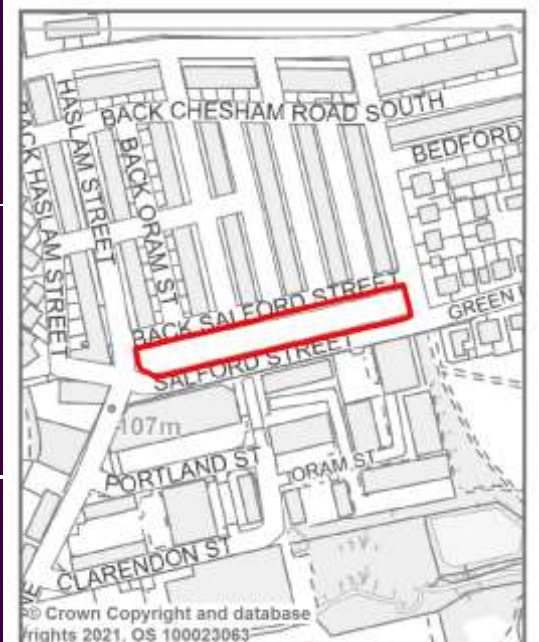 BACK CHESHAM ROAD SOUTH
HASLAM STREET
BACK ORAM ST
BEDFORD
BACK HASLAM STREET
BACK SALFORD STREET
GREEN
SALFORD STREET
107m
PORTLAND ST
ORAM ST
CLARENDON ST
© Crown Copyright and database
rights 2021. OS 100023063